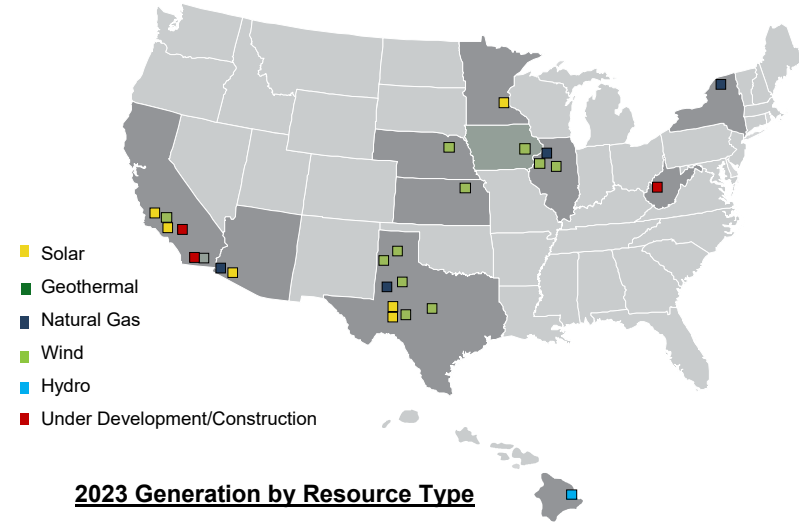 Solar
Geothermal
Natural Gas
Wind
Hydro
Under Development/Construction
2023 Generation by Resource Type